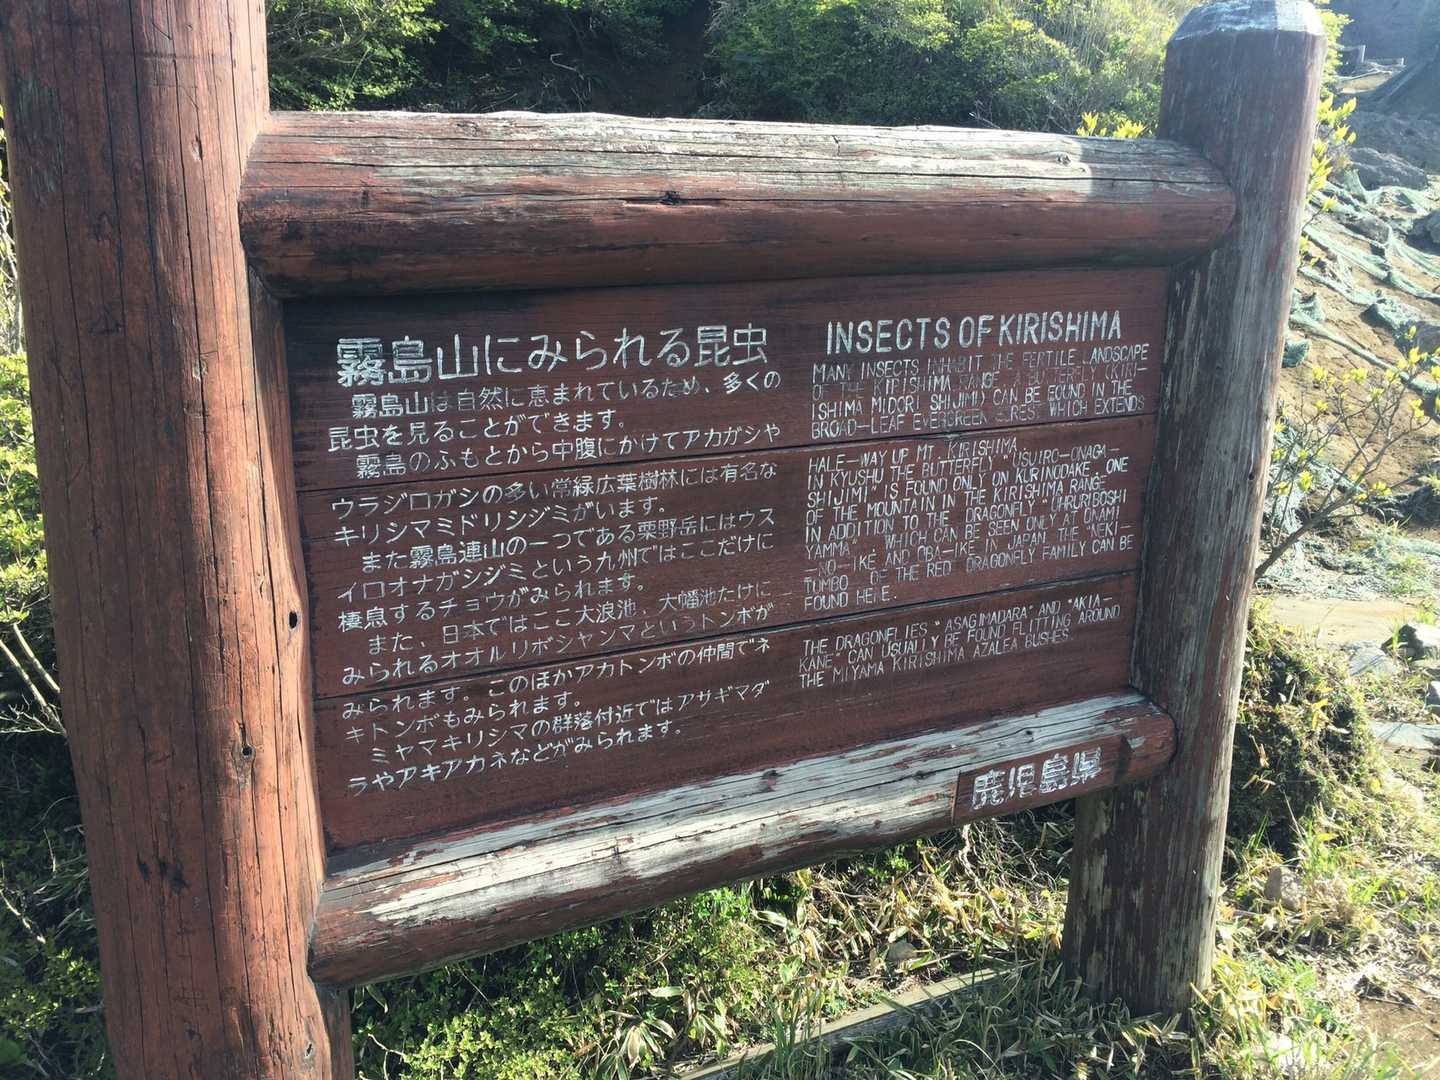 霧島山にみられる昆虫
霧島山は自然に恵まれているため、多くの
昆虫を見ることができます。
霧島のふもとから中腹にかけてアカガシや
ウラジロガシの多い常緑広葉樹林には有名な
キリシマミドリシジミがいます。
また霧島連山の一つである栗野岳にはウス
イロオナガシジミという九州ではここだけに
棲息するチョウがみられます。
また、日本ではここ大浪池、大幡池だけに
みられるオオルリボシヤンマというトンボが
みられます。このほかアカトンボの仲間でネ
キトンボもみられます。
ミヤマキリシマの群落付近ではアサギマダ
ラやアキアカネなどがみられます。
INSECTS OF KIRISHIMA
MANY INSECTS INHABIT THE FERTILE LANDSCAPE
OF THE KIRISHIMA RANGE. A BUTTERFLY (KIRI-
ISHIMA MIDORI SHIJIMI) CAN BE FOUND IN THE
BROAD-LEAF EVERGREEN WHICH EXTENDS
HALE-WAY UP MT. KIRISHIMA.
IN KYUSHU THE BUTTERFLY "USUIRO-ONAGA-
SHIJIMI" IS FOUND ONLY ON KURINODAKE, ONE
OF THE MOUNTAIN IN THE KIRISHIMA RANGE
IN ADDITION TO THE DRAGONFLY "OHRURIBOSHI
YAMMA", WHICH CAN BE SEEN ONLY AT ONAMI
-NO-IKE AND OBA-IKE IN JAPAN, THE "NEKI-
TOMBO" OF THE RED DRAGONFLY FAMILY CAN BE
FOUND HERE.
THE DRAGONFLIES "ASAGIMADARA" AND "AKIA-
KANE" CAN USUALLY BE FOUND FLITTING AROUND
THE MIYAMA KIRISHIMA AZALEA BUSHES.
鹿児島県